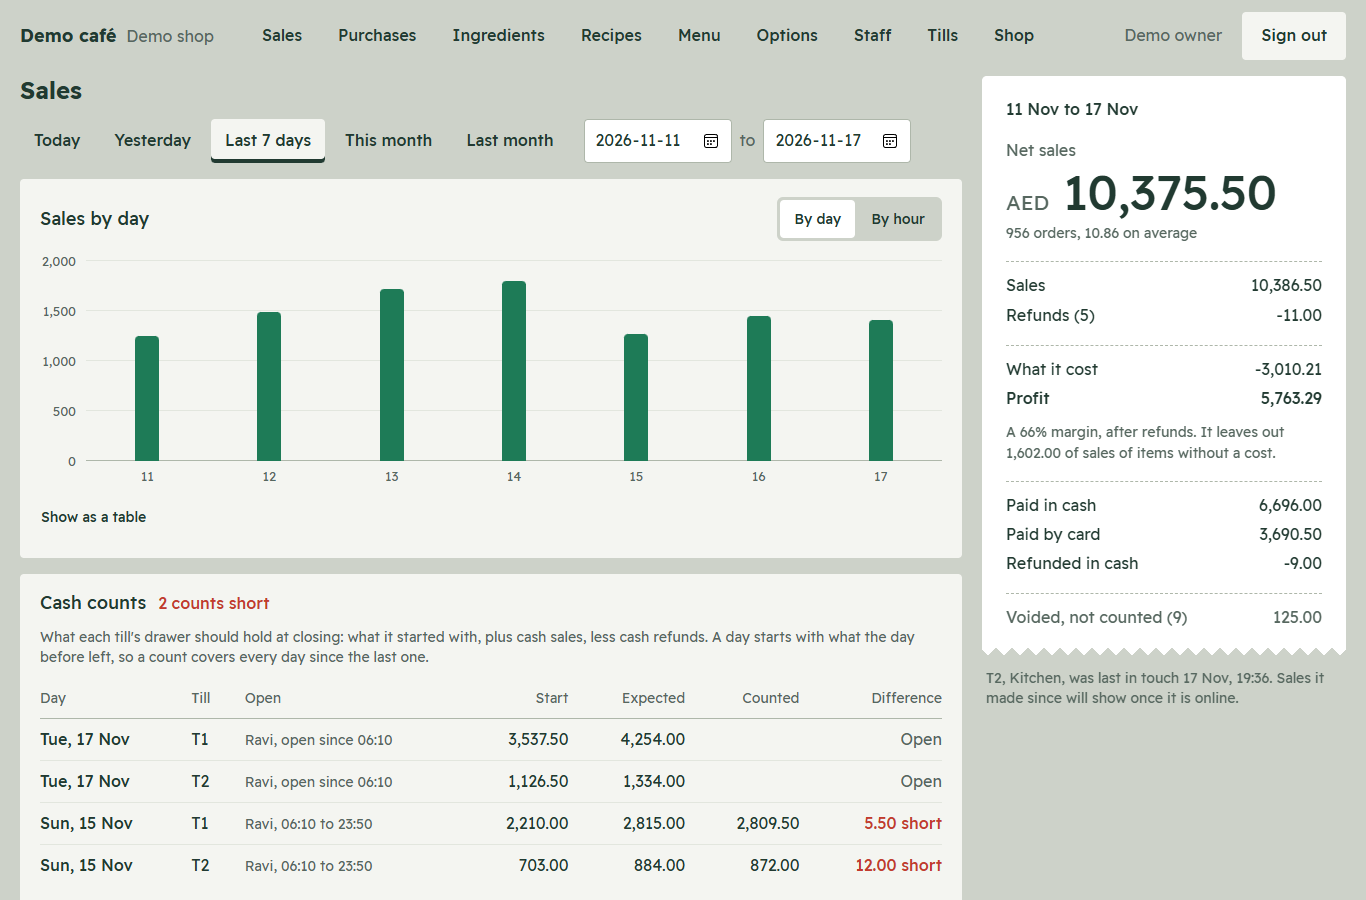 Demo café Demo shop Sales Purchases Ingredients Recipes Menu Options Staff Tills Shop Demo owner Sign out
Sales
Today Yesterday Last 7 days This month Last month 2026-11-11 to 2026-11-17
Sales by day By day By hour
2,000
1,500
1,000
500
0
11 12 13 14 15 16 17
Show as a table
Cash counts 2 counts short
What each till's drawer should hold at closing: what it started with, plus cash sales, less cash refunds. A day starts with what the day
before left, so a count covers every day since the last one.
Day Till Open Start Expected Counted Difference
Tue, 17 Nov T1 Ravi, open since 06:10 3,537.50 4,254.00 Open
Tue, 17 Nov T2 Ravi, open since 06:10 1,126.50 1,334.00 Open
Sun, 15 Nov T1 Ravi, 06:10 to 23:50 2,210.00 2,815.00 2,809.50 5.50 short
Sun, 15 Nov T2 Ravi, 06:10 to 23:50 703.00 884.00 872.00 12.00 short
11 Nov to 17 Nov
Net sales
AED 10,375.50
956 orders, 10.86 on average
Sales 10,386.50
Refunds (5) -11.00
What it cost -3,010.21
Profit 5,763.29
A 66% margin, after refunds. It leaves out
1,602.00 of sales of items without a cost.
Paid in cash 6,696.00
Paid by card 3,690.50
Refunded in cash -9.00
Voided, not counted (9) 125.00
T2, Kitchen, was last in touch 17 Nov, 19:36. Sales it
made since will show once it is online.